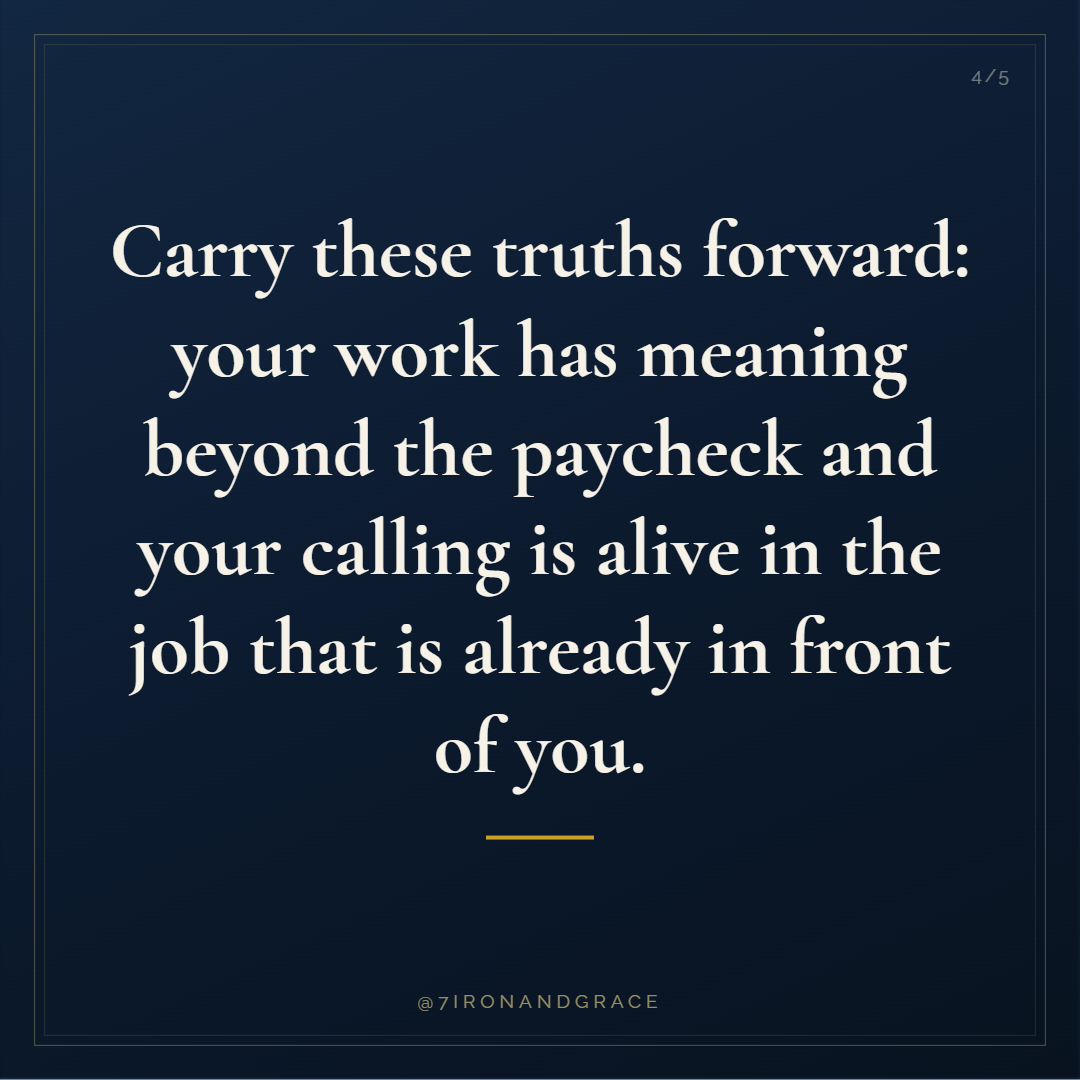 4/5
Carry these truths forward:
your work has meaning
beyond the paycheck and
your calling is alive in the
job that is already in front
of you.
@7IRONANDGRACE